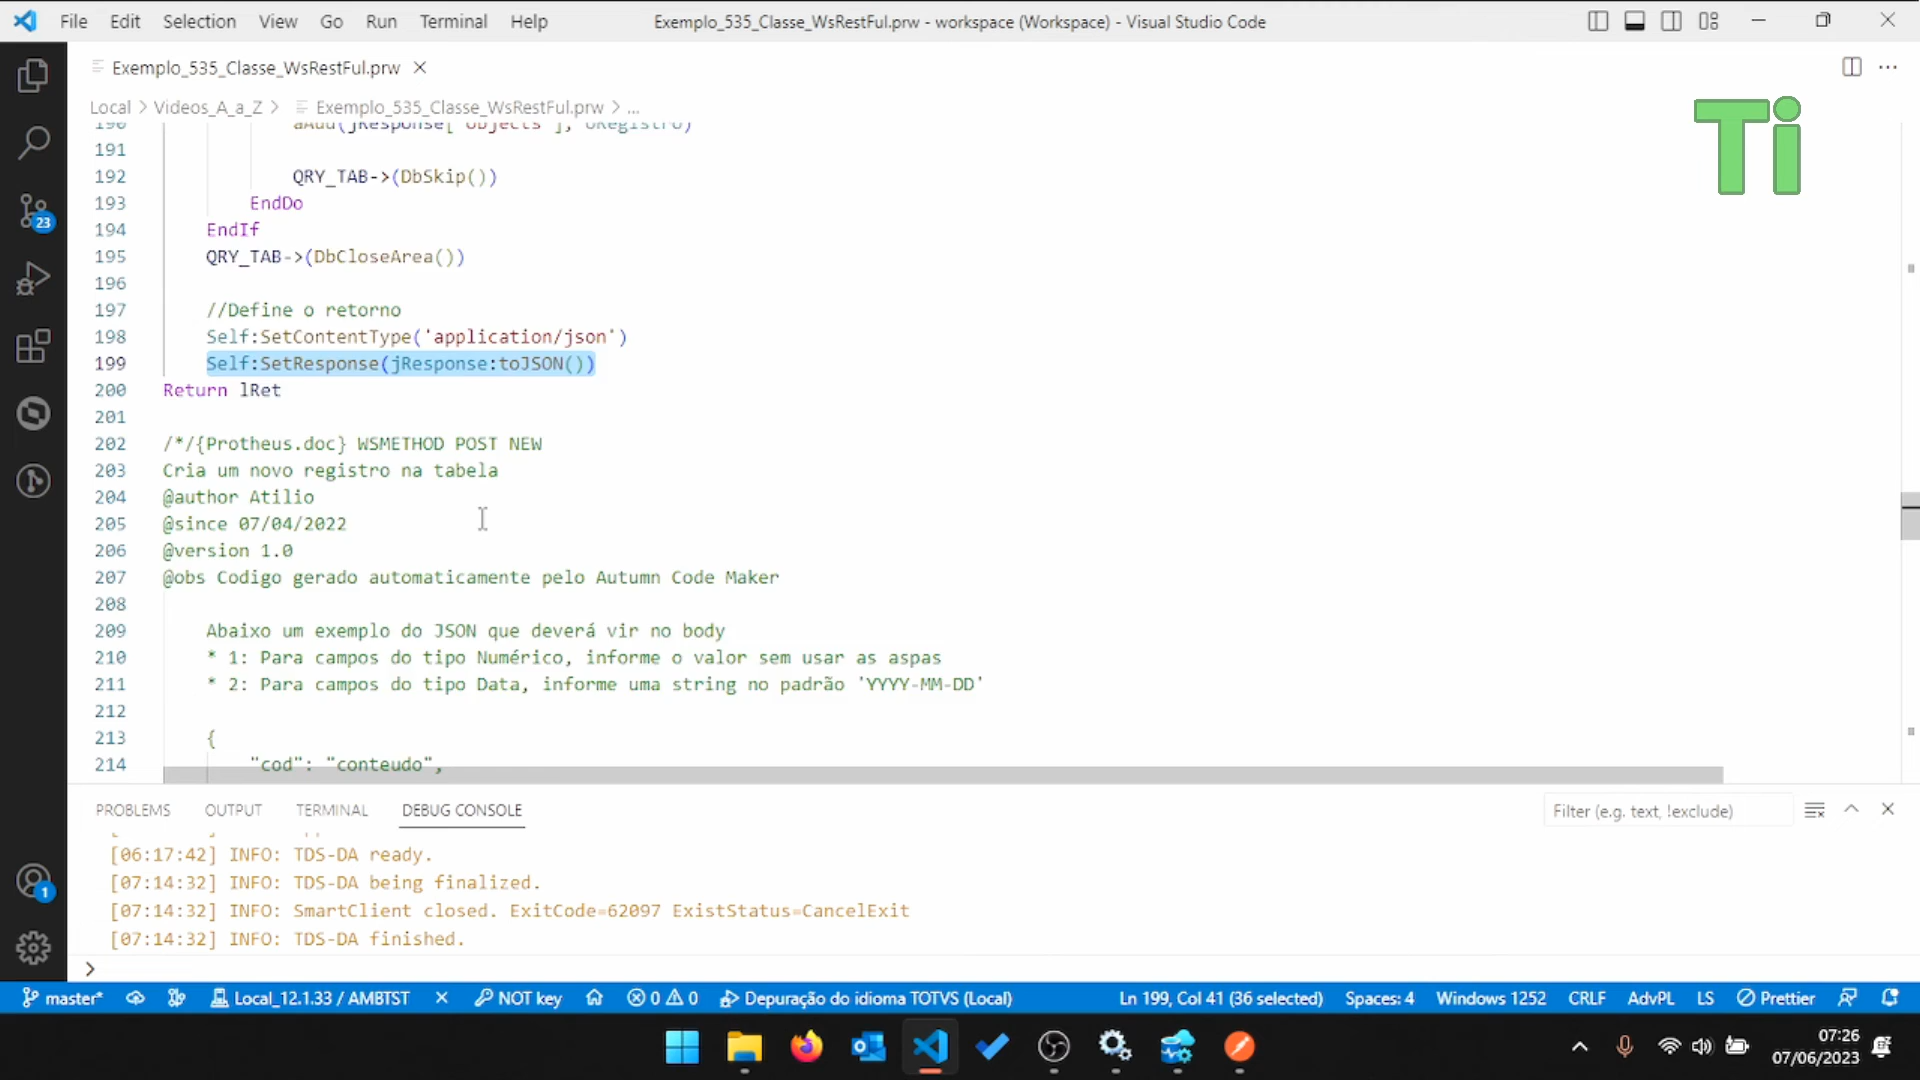 File Edit Selection View Go Run Terminal Help
Exemplo_535_Classe_WsRestFul.prw - workspace (Workspace) - Visual Studio Code
Exemplo_535_Classe_WsRestFul.prw
Local > Videos_A_a_Z > Exemplo_535_Classe_WsRestFul.prw > ...
Ti
190 aAdd(jResponse[ 'objects' ], oRegistro)
191
192 QRY_TAB->(DbSkip())
193 EndDo
194 EndIf
195 QRY_TAB->(DbCloseArea())
196
197 //Define o retorno
198 Self:SetContentType('application/json')
199 Self:SetResponse(jResponse:toJSON())
200 Return lRet
201
202 /*/{Protheus.doc} WSMETHOD POST NEW
203 Cria um novo registro na tabela
204 @author Atilio
205 @since 07/04/2022
206 @version 1.0
207 @obs Codigo gerado automaticamente pelo Autumn Code Maker
208
209 Abaixo um exemplo do JSON que deverá vir no body
210 * 1: Para campos do tipo Numérico, informe o valor sem usar as aspas
211 * 2: Para campos do tipo Data, informe uma string no padrão 'YYYY-MM-DD'
212
213 {
214 "cod": "conteudo",
23
1
PROBLEMS OUTPUT TERMINAL DEBUG CONSOLE
Filter (e.g. text, !exclude)
[06:17:42] INFO: TDS-DA ready.
[07:14:32] INFO: TDS-DA being finalized.
[07:14:32] INFO: SmartClient closed. ExitCode=62097 ExistStatus=CancelExit
[07:14:32] INFO: TDS-DA finished.
>
master* Local_12.1.33 / AMBTST NOT key 0 0 Depuração do idioma TOTVS (Local) Ln 199, Col 41 (36 selected) Spaces: 4 Windows 1252 CRLF AdvPL LS Prettier
07:26
07/06/2023